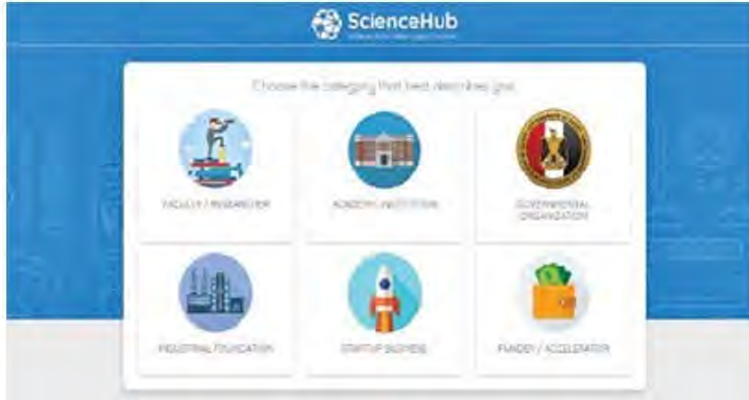 ScienceHub
Choose the category that best describes you
FACULTY / RESEARCHER
ACADEMIC INSTITUTION
GOVERNMENTAL
ORGANIZATION
INDUSTRIAL FOUNDATION
STARTUP BUSINESS
FUNDER / ACCELERATOR